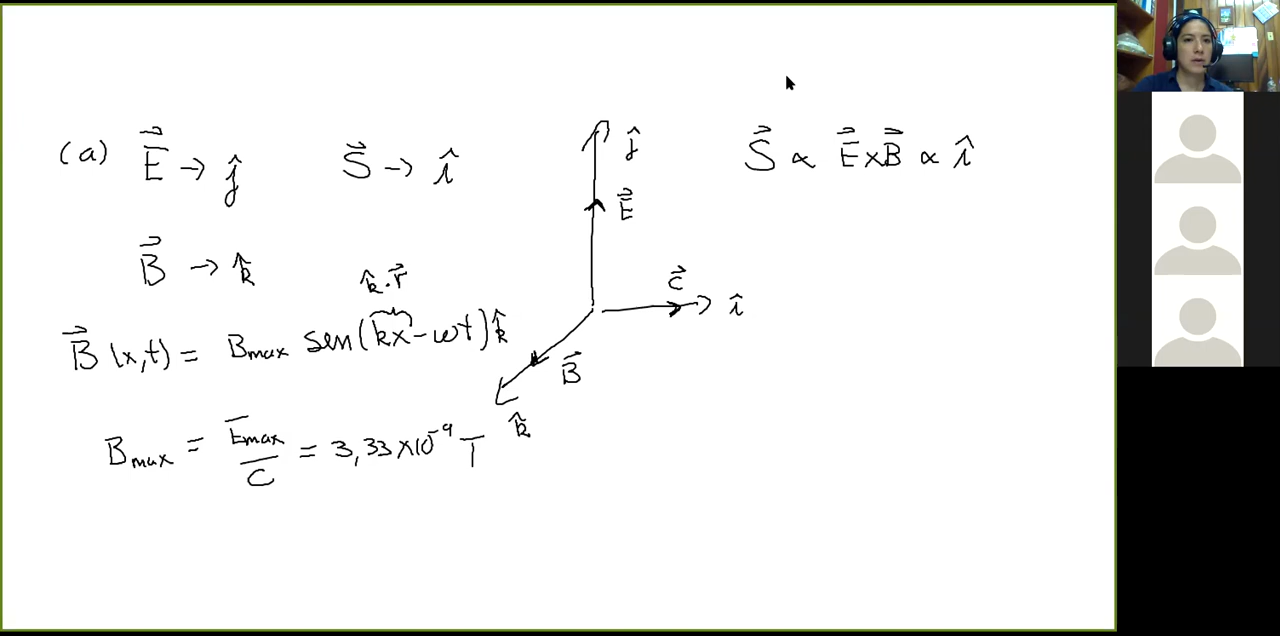 (a) E⃗ → ĵ S⃗ → î
B⃗ → k̂
k̂·r⃗
B⃗ (x,t) = Bmax sen(kx-ωt)k̂
Bmax = Emax/C = 3,33×10⁻⁹ T
ĵ
E⃗
C⃗
î
B⃗
k̂
S⃗ ∝ E⃗×B⃗ ∝ î